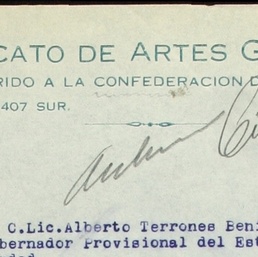 CATO DE ARTES G
RIDO A LA CONFEDERACION D
407 SUR.
C.Lic.Alberto Terrones Beni
bernador Provisional del Est